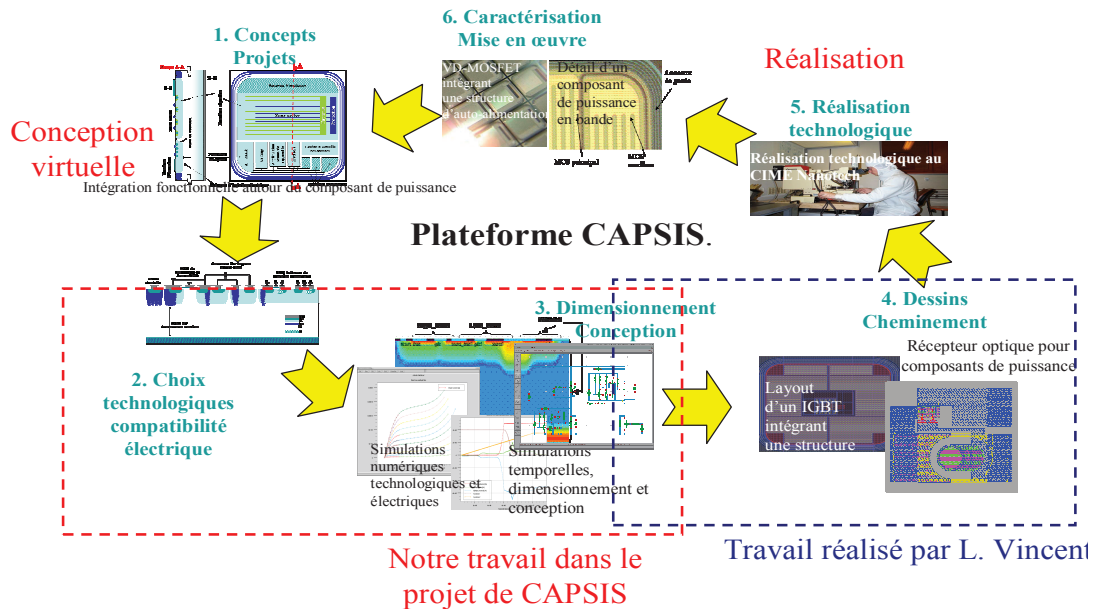 6. Caractérisation
Mise en œuvre
1. Concepts
Projets
Réalisation
VD-MOSFET
intégrant
une structure
d'auto-alimentation
Détail d'un
composant
de puissance
en bande
5. Réalisation
technologique
Conception
virtuelle
MOS principal
Réalisation technologique au
CIME Nanotech
Intégration fonctionnelle autour du composant de puissance
Plateforme CAPSIS.
3. Dimensionnement
Conception
4. Dessins
Cheminement
Récepteur optique pour
composants de puissance
2. Choix
technologiques
compatibilité
électrique
Layout
d'un IGBT
intégrant
une structure
Simulations
numériques
technologiques et
électriques
Simulations
temporelles,
dimensionnement et
conception
Notre travail dans le
projet de CAPSIS
Travail réalisé par L. Vincent